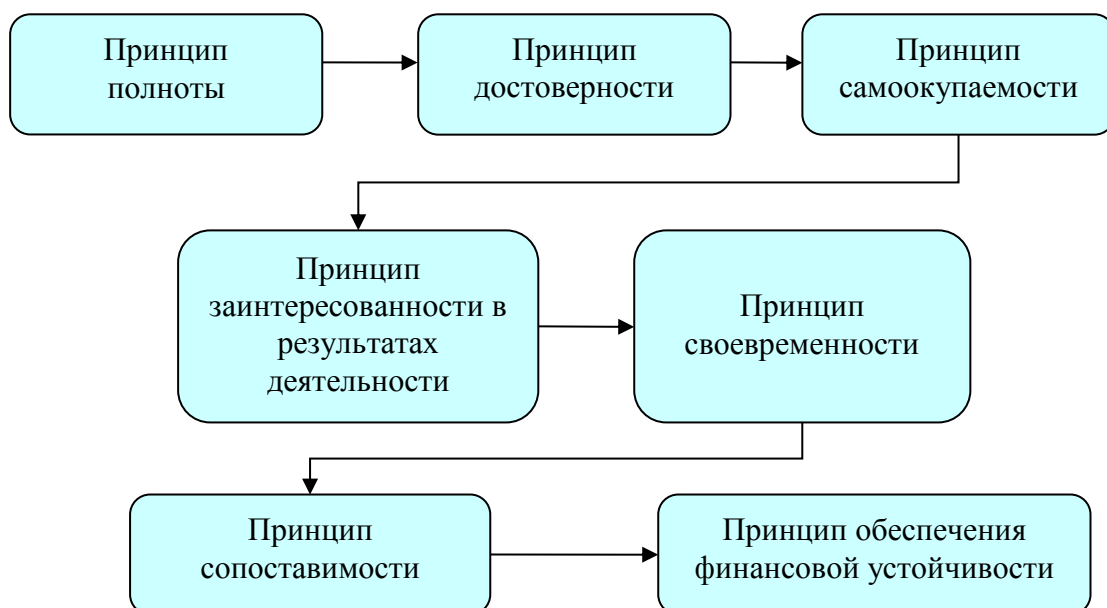 Принцип
полноты
Принцип
достоверности
Принцип
самоокупаемости
Принцип
заинтересованности в
результатах
деятельности
Принцип
своевременности
Принцип
сопоставимости
Принцип обеспечения
финансовой устойчивости